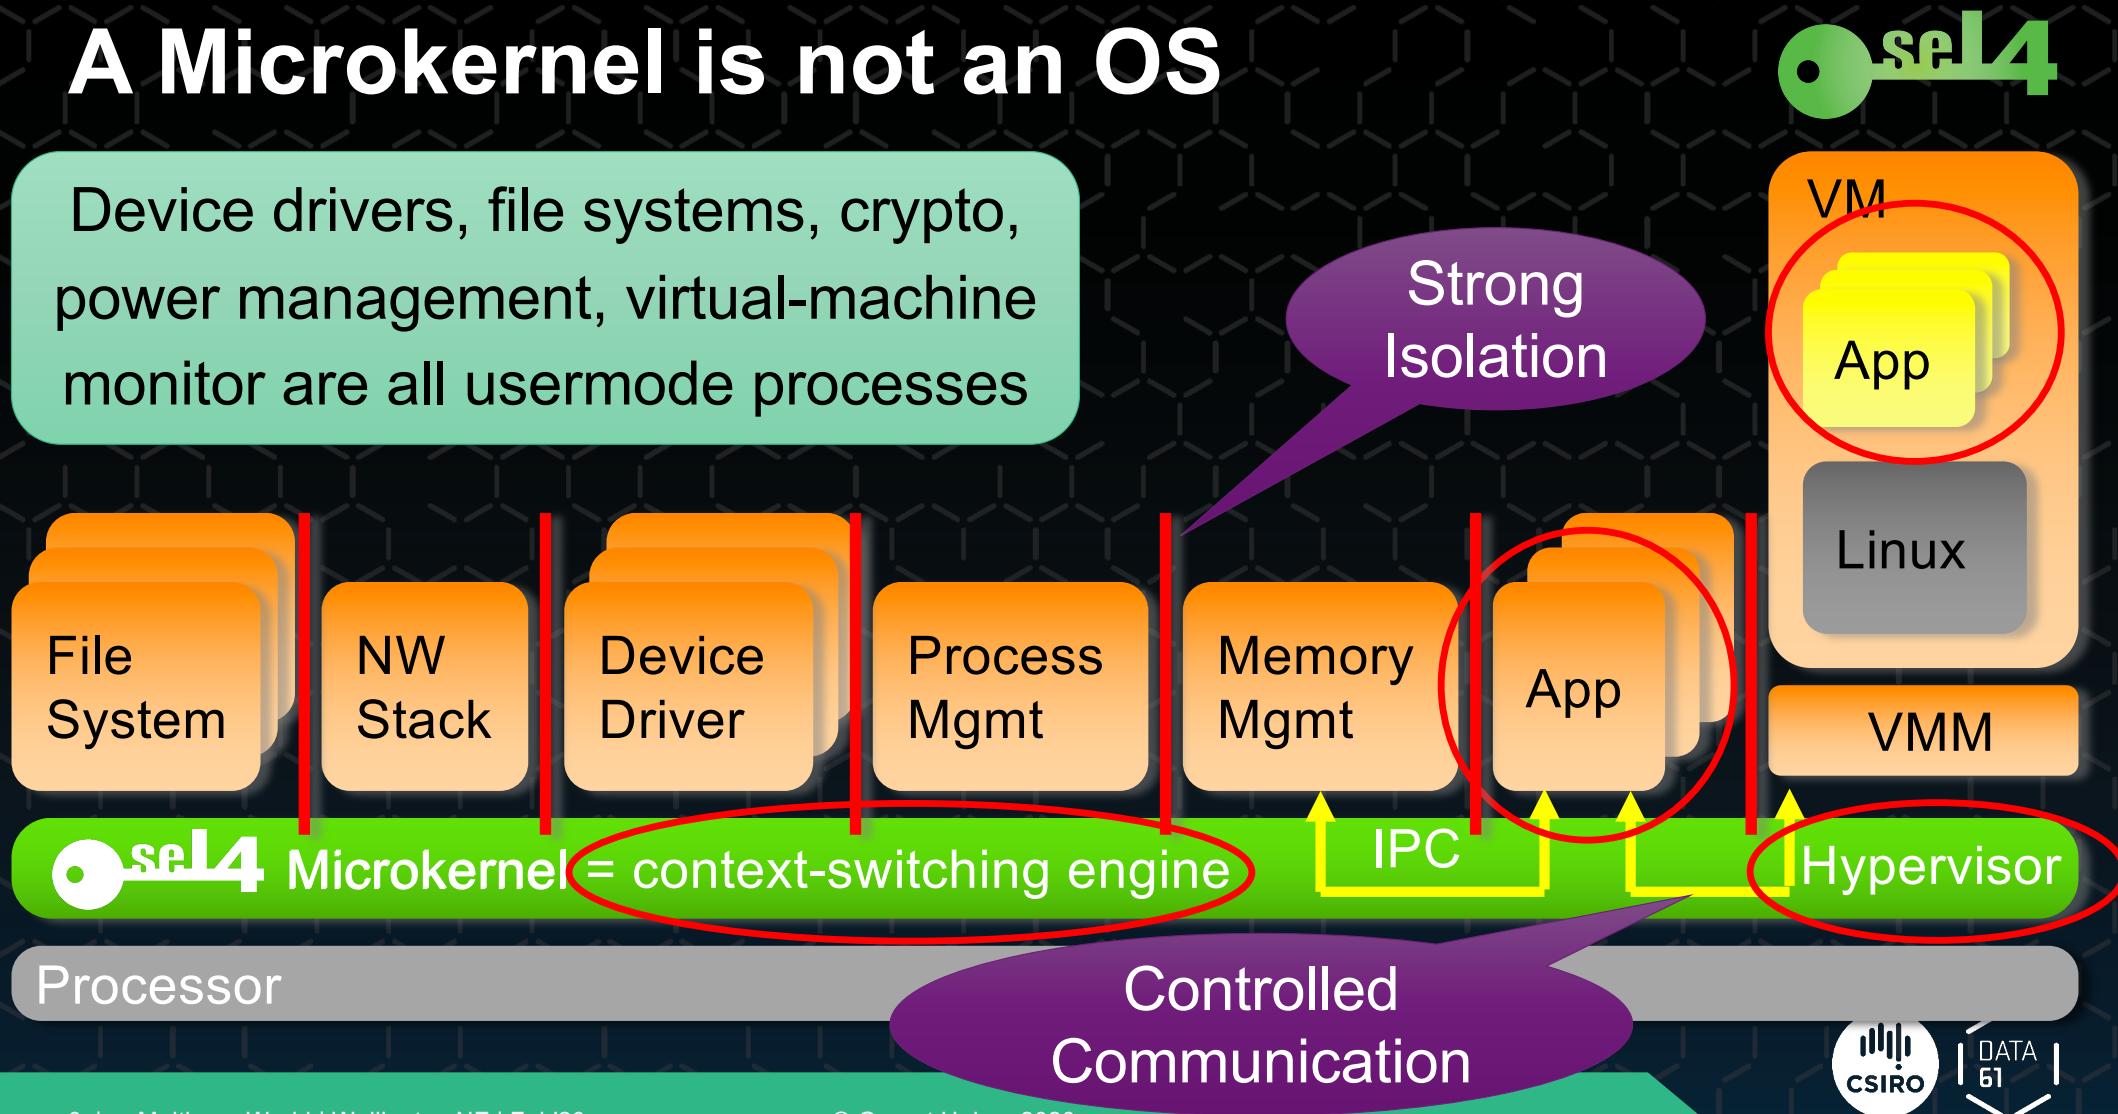 A Microkernel is not an OS
seL4
Device drivers, file systems, crypto,
power management, virtual-machine
monitor are all usermode processes
Strong
Isolation
VM
App
Linux
File
System
NW
Stack
Device
Driver
Process
Mgmt
Memory
Mgmt
App
VMM
seL4 Microkernel = context-switching engine
IPC
Hypervisor
Processor
Controlled
Communication
CSIRO
DATA
61